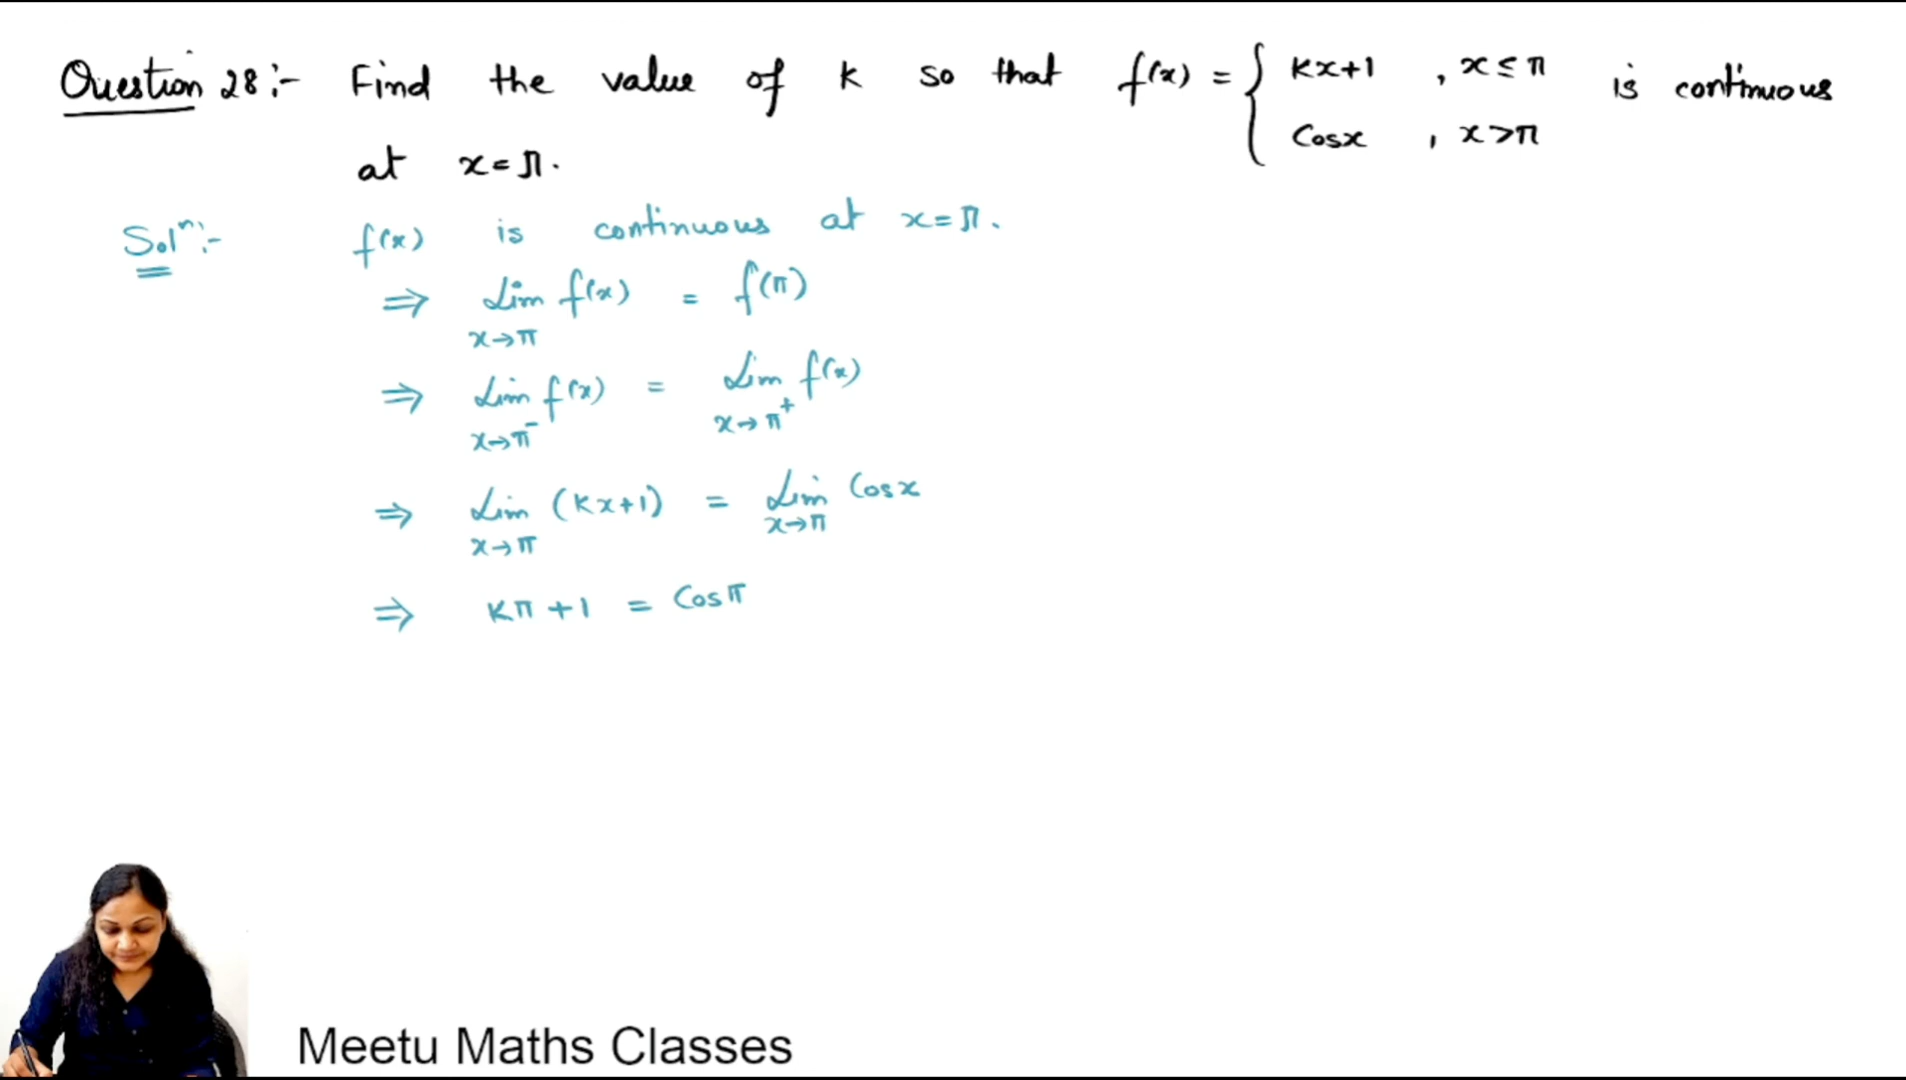 Question 28:- Find the value of k so that f(x) = { kx+1 , x ≤ π is continuous
Cosx , x > π
at x = π.
Solⁿ:- f(x) is continuous at x = π.
⇒ Lim f(x) = f(π)
x→π
⇒ Lim f(x) = Lim f(x)
x→π⁻ x→π⁺
⇒ Lim (kx+1) = Lim Cosx
x→π x→π
⇒ kπ + 1 = Cosπ
Meetu Maths Classes